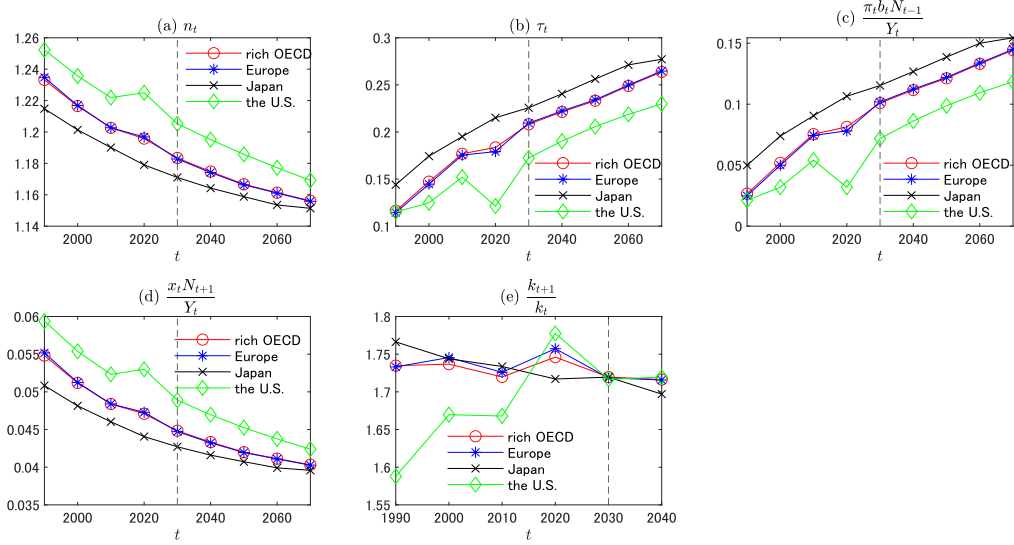 (a) n_t
1.26
1.24
1.22
1.2
1.18
1.16
1.14
2000 2020 2040 2060
t
rich OECD
Europe
Japan
the U.S.
(b) τ_t
0.3
0.25
0.2
0.15
0.1
2000 2020 2040 2060
t
rich OECD
Europe
Japan
the U.S.
(c) π_t b_t N_{t−1} / Y_t
0.15
0.1
0.05
0
2000 2020 2040 2060
t
rich OECD
Europe
Japan
the U.S.
(d) x_t N_{t+1} / Y_t
0.06
0.055
0.05
0.045
0.04
0.035
2000 2020 2040 2060
t
rich OECD
Europe
Japan
the U.S.
(e) k_{t+1} / k_t
1.8
1.75
1.7
1.65
1.6
1.55
1990 2000 2010 2020 2030 2040
t
rich OECD
Europe
Japan
the U.S.